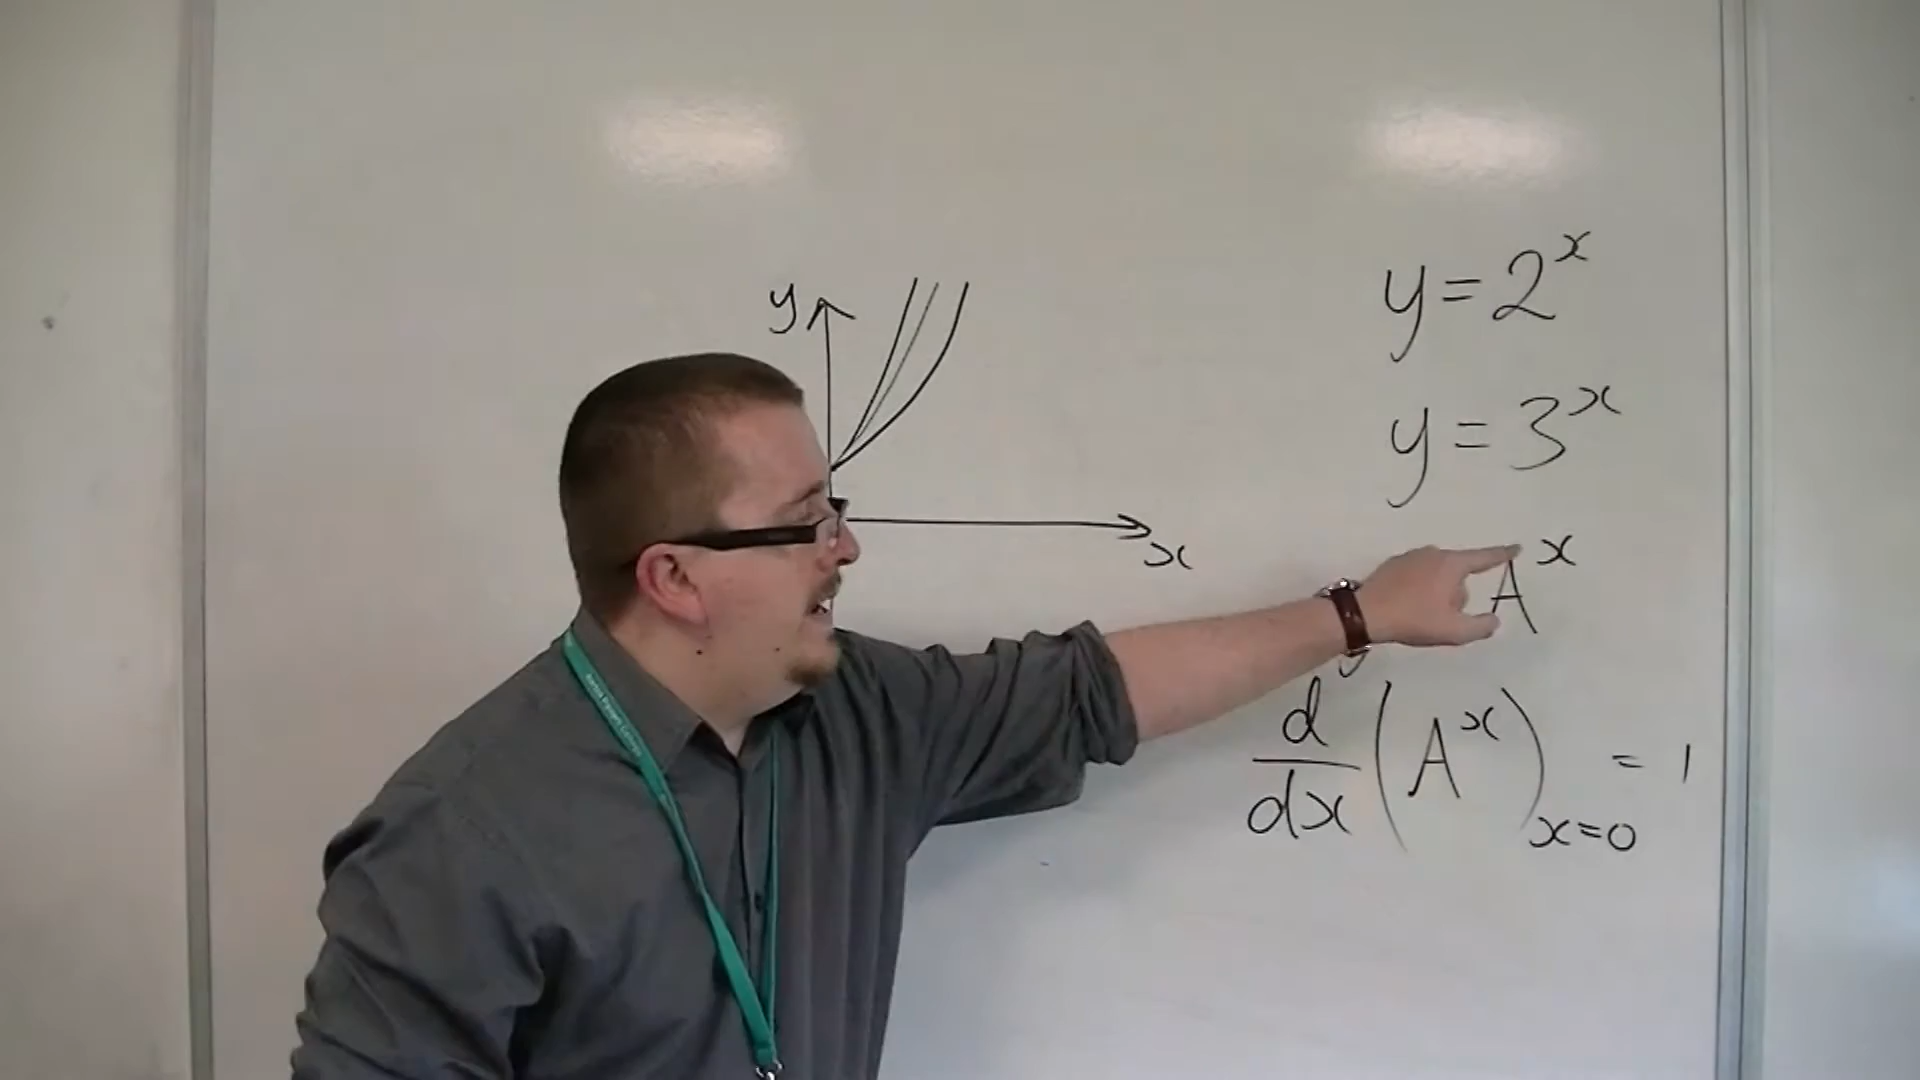 y
x
y = 2^x
y = 3^x
A^x
d/dx (A^x)_{x=0} = 1